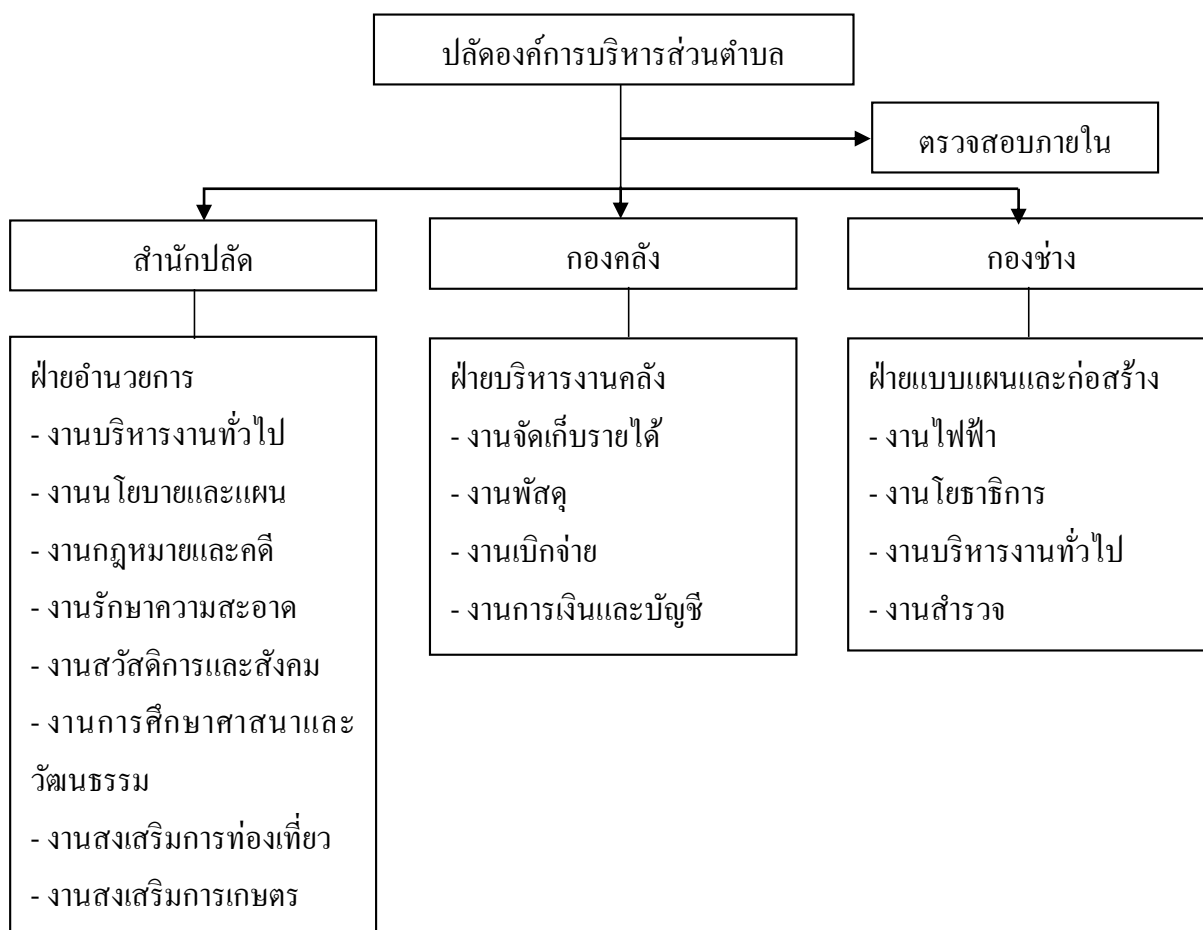 ปลัดองค์การบริหารส่วนตำบล
ตรวจสอบภายใน
สำนักปลัด
กองคลัง
กองช่าง
ฝ่ายอำนวยการ
- งานบริหารงานทั่วไป
- งานนโยบายและแผน
- งานกฎหมายและคดี
- งานรักษาความสะอาด
- งานสวัสดิการและสังคม
- งานการศึกษาศาสนาและ
วัฒนธรรม
- งานสงเสริมการท่องเที่ยว
- งานสงเสริมการเกษตร
ฝ่ายบริหารงานคลัง
- งานจัดเก็บรายได้
- งานพัสดุ
- งานเบิกจ่าย
- งานการเงินและบัญชี
ฝ่ายแบบแผนและก่อสร้าง
- งานไฟฟ้า
- งานโยธาธิการ
- งานบริหารงานทั่วไป
- งานสำรวจ